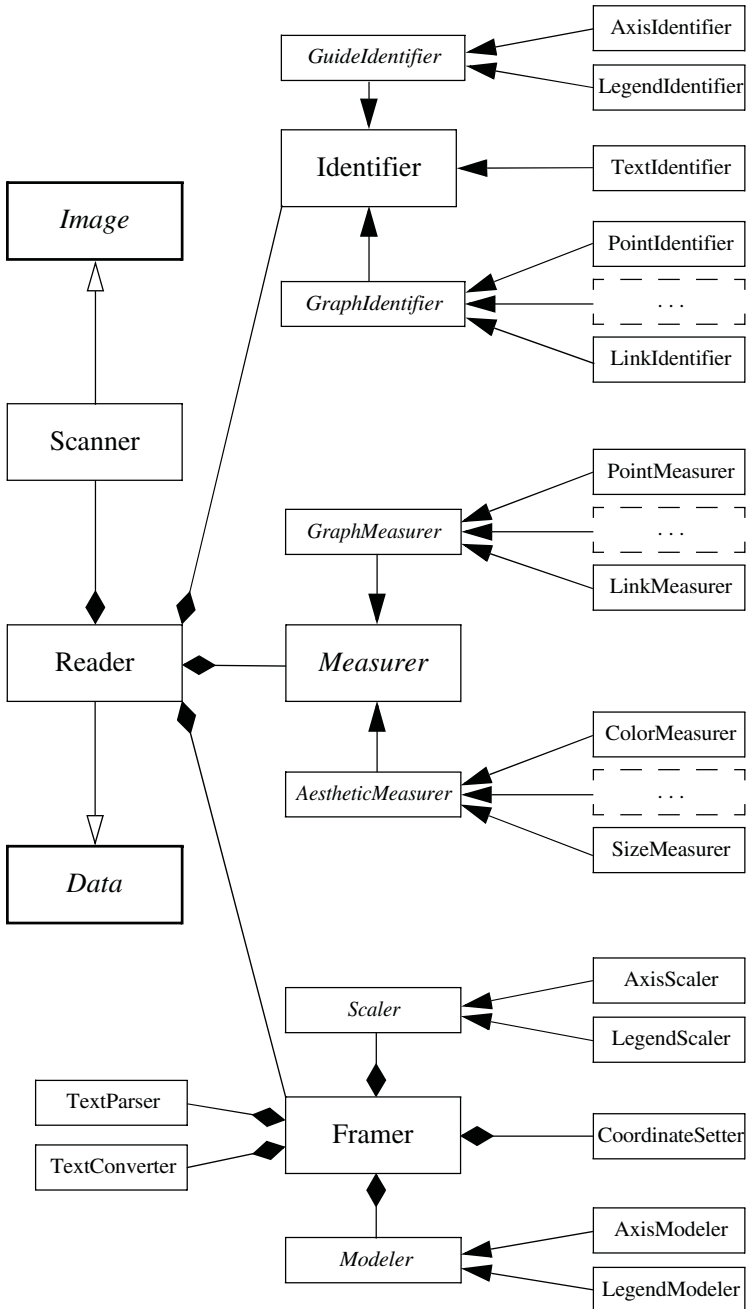 AxisIdentifier
GuideIdentifier
LegendIdentifier
Identifier
TextIdentifier
Image
PointIdentifier
GraphIdentifier
. . .
LinkIdentifier
Scanner
PointMeasurer
GraphMeasurer
. . .
LinkMeasurer
Reader
Measurer
ColorMeasurer
AestheticMeasurer
. . .
SizeMeasurer
Data
AxisScaler
Scaler
LegendScaler
TextParser
Framer
CoordinateSetter
TextConverter
AxisModeler
Modeler
LegendModeler